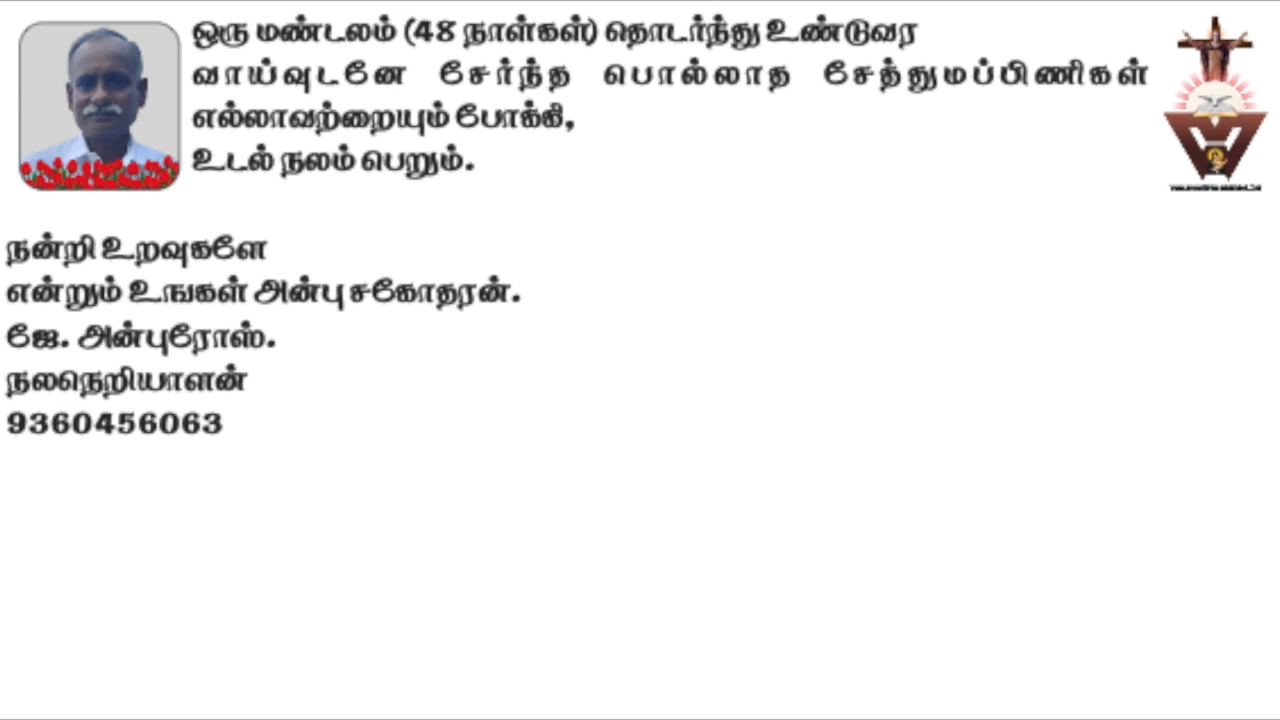 ஒரு மண்டலம் (48 நாள்கள்) தொடர்ந்து உண்டுவர
வாய்வுடனே சேர்ந்த பொல்லாத சேத்துமப்பிணிகள்
எல்லாவற்றையும் போக்கி,
உடல் நலம் பெறும்.
நன்றி உறவுகளே
என்றும் உங்கள் அன்பு சகோதரன்.
ஜே. அன்புரோஸ்.
நலநெறியாளன்
9360456063